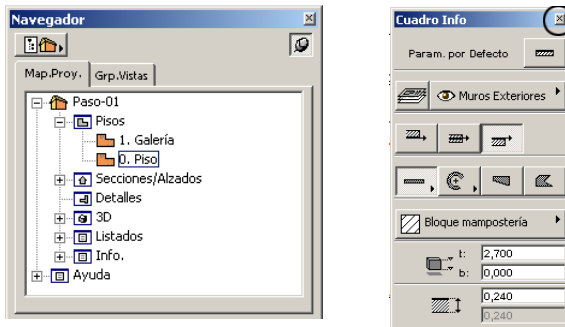 Navegador
Map.Proy.
Grp.Vistas
Paso-01
Pisos
1. Galería
0. Piso
Secciones/Alzados
Detalles
3D
Listados
Info.
Ayuda
Cuadro Info
Param. por Defecto
Muros Exteriores
Bloque mampostería
t: 2,700
b: 0,000
0,240
0,240